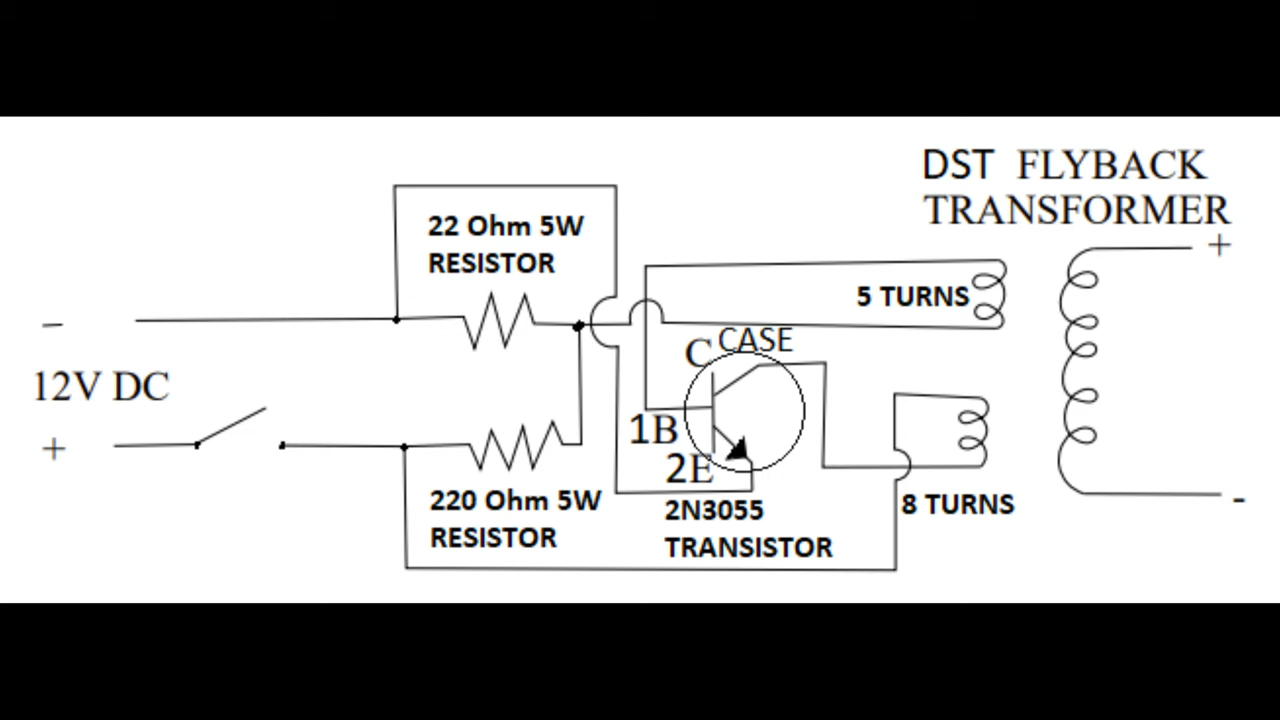 DST FLYBACK
TRANSFORMER
+
22 Ohm 5W
RESISTOR
5 TURNS
–
C CASE
12V DC
1B
+
2E
220 Ohm 5W
RESISTOR
2N3055
TRANSISTOR
8 TURNS
-